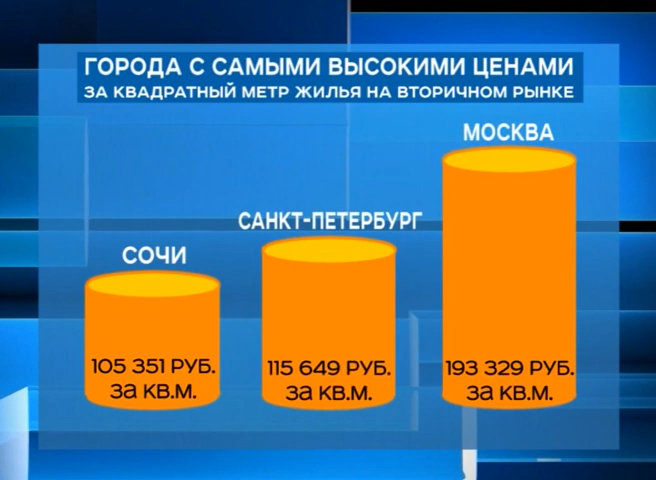 ГОРОДА С САМЫМИ ВЫСОКИМИ ЦЕНАМИ
ЗА КВАДРАТНЫЙ МЕТР ЖИЛЬЯ НА ВТОРИЧНОМ РЫНКЕ
СОЧИ
105 351 РУБ.
ЗА КВ.М.
САНКТ-ПЕТЕРБУРГ
115 649 РУБ.
ЗА КВ.М.
МОСКВА
193 329 РУБ.
ЗА КВ.М.